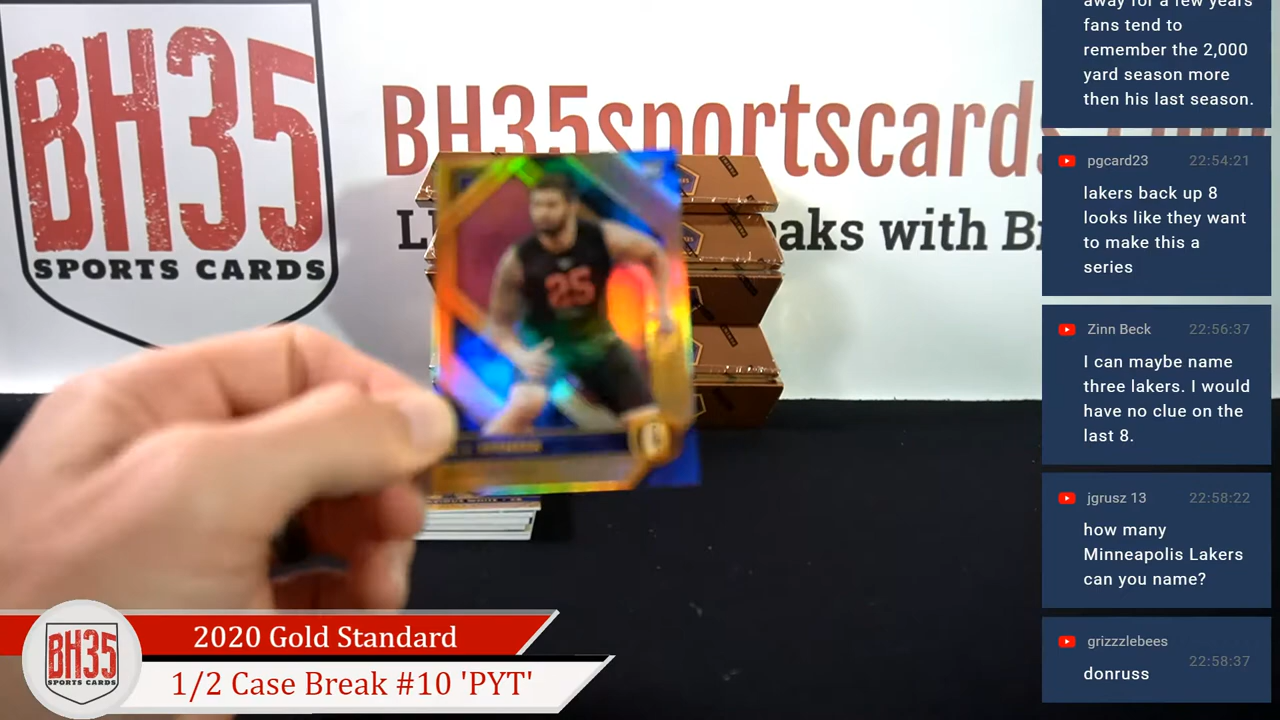 BH35
SPORTS CARDS
BH35sportscards.com
aks with B
25
2020 Gold Standard
1/2 Case Break #10 'PYT'
BH35
SPORTS CARDS
away for a few years
fans tend to
remember the 2,000
yard season more
then his last season.
pgcard23 22:54:21
lakers back up 8
looks like they want
to make this a
series
Zinn Beck 22:56:37
I can maybe name
three lakers. I would
have no clue on the
last 8.
jgrusz 13 22:58:22
how many
Minneapolis Lakers
can you name?
grizzzlebees
22:58:37
donruss